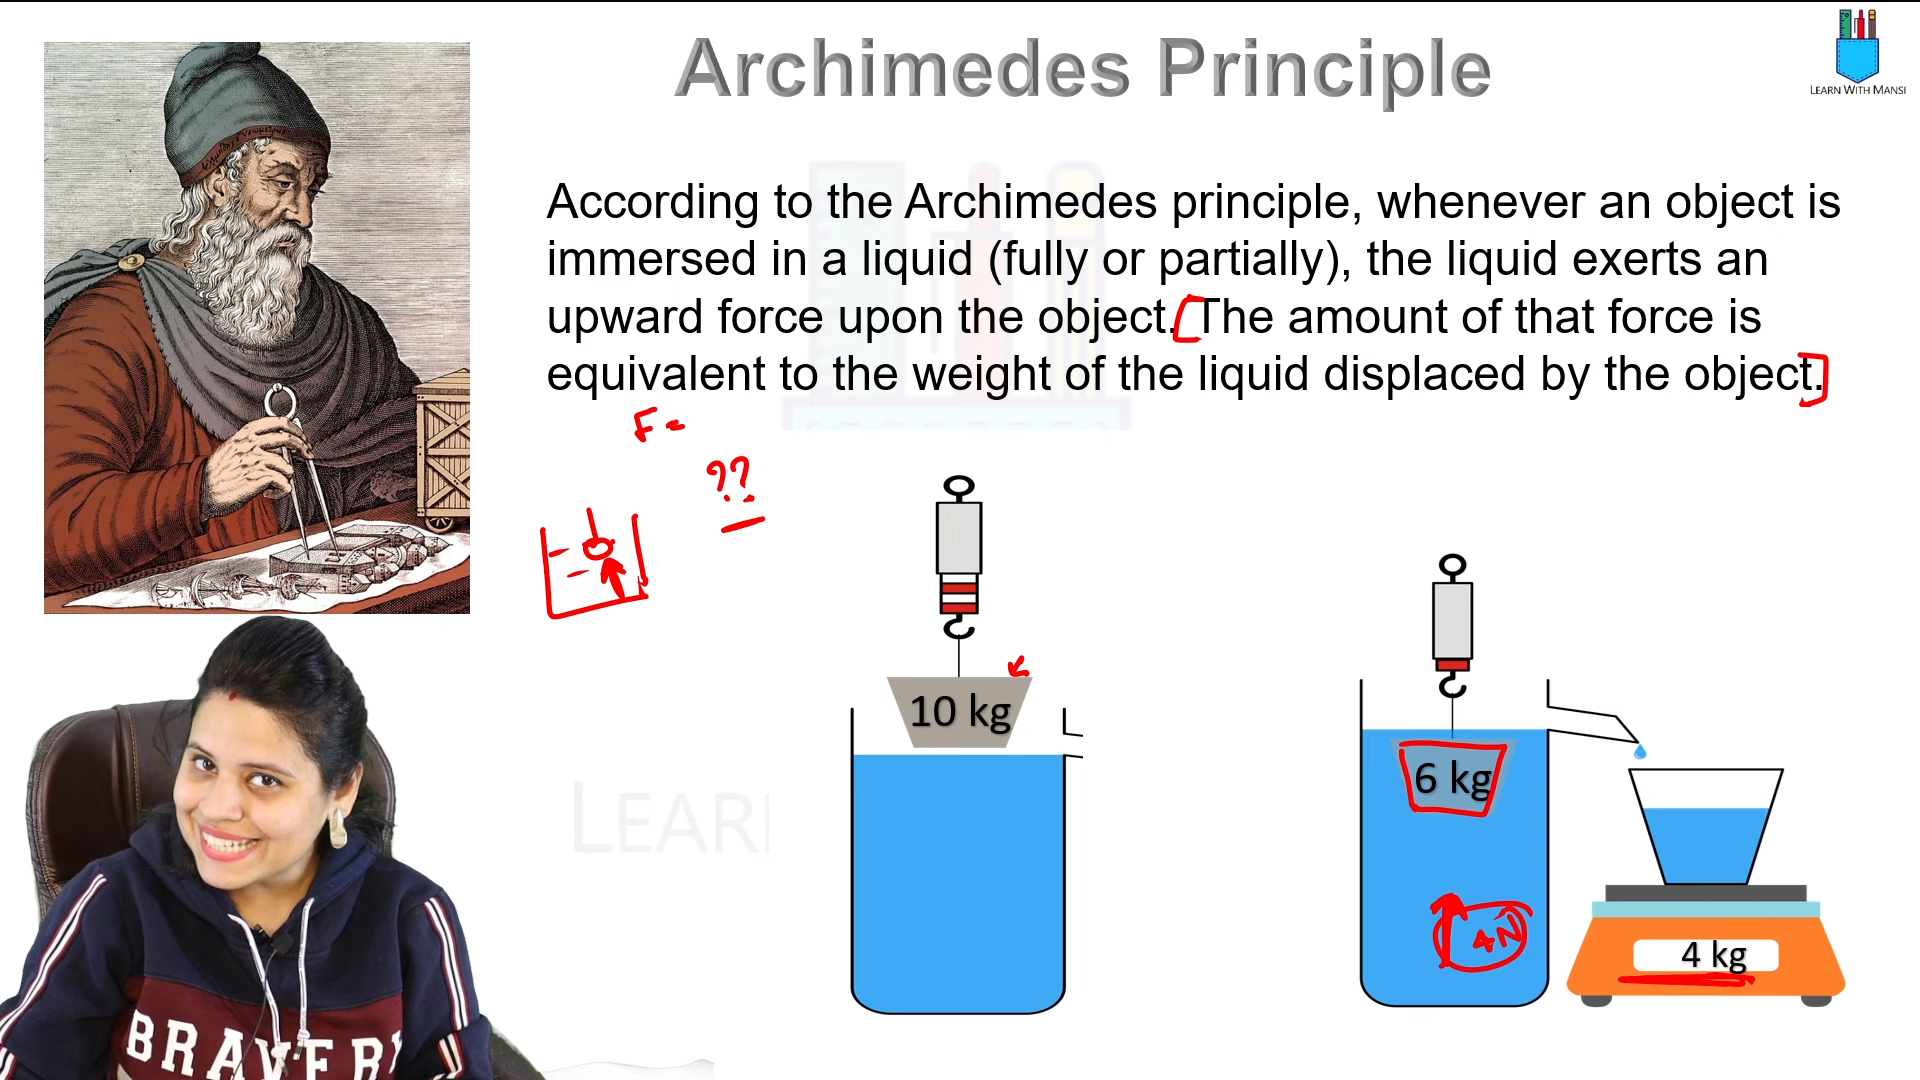 Archimedes Principle
LEARN WITH MANSI
According to the Archimedes principle, whenever an object is
immersed in a liquid (fully or partially), the liquid exerts an
upward force upon the object. [The amount of that force is
equivalent to the weight of the liquid displaced by the object.]
F =
??
10 kg
6 kg
4N
4 kg
LEAR
BRAVER